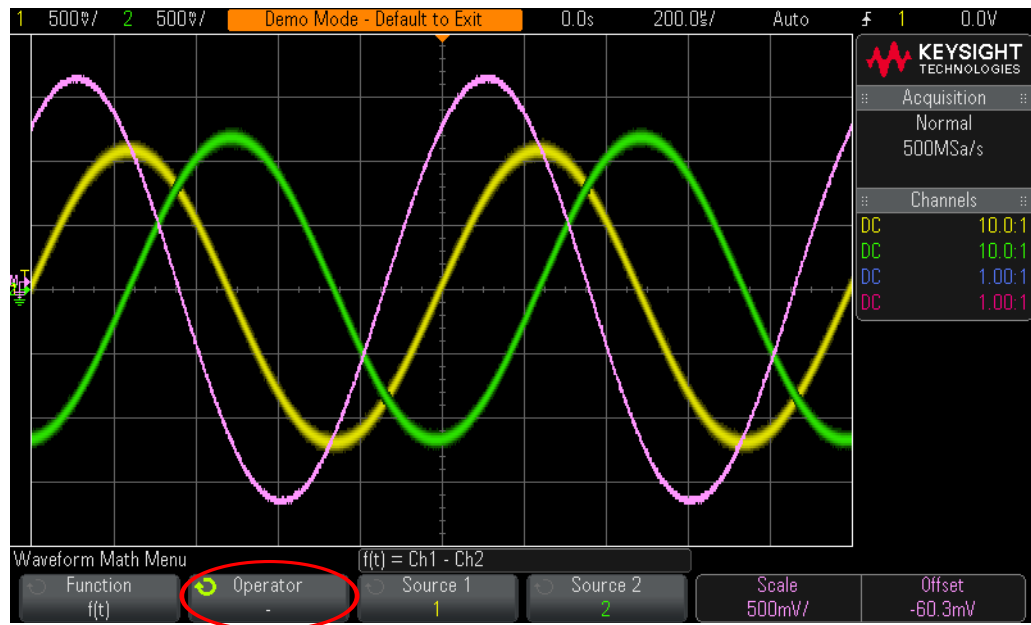 1 500mV/ 2 500mV/ Demo Mode - Default to Exit 0.0s 200.0µs/ Auto 1 0.0V
KEYSIGHT
TECHNOLOGIES
Acquisition
Normal
500MSa/s
Channels
DC 10.0:1
DC 10.0:1
DC 1.00:1
DC 1.00:1
T
M
Waveform Math Menu f(t) = Ch1 - Ch2
Function Operator Source 1 Source 2 Scale Offset
f(t) - 1 2 500mV/ -60.3mV